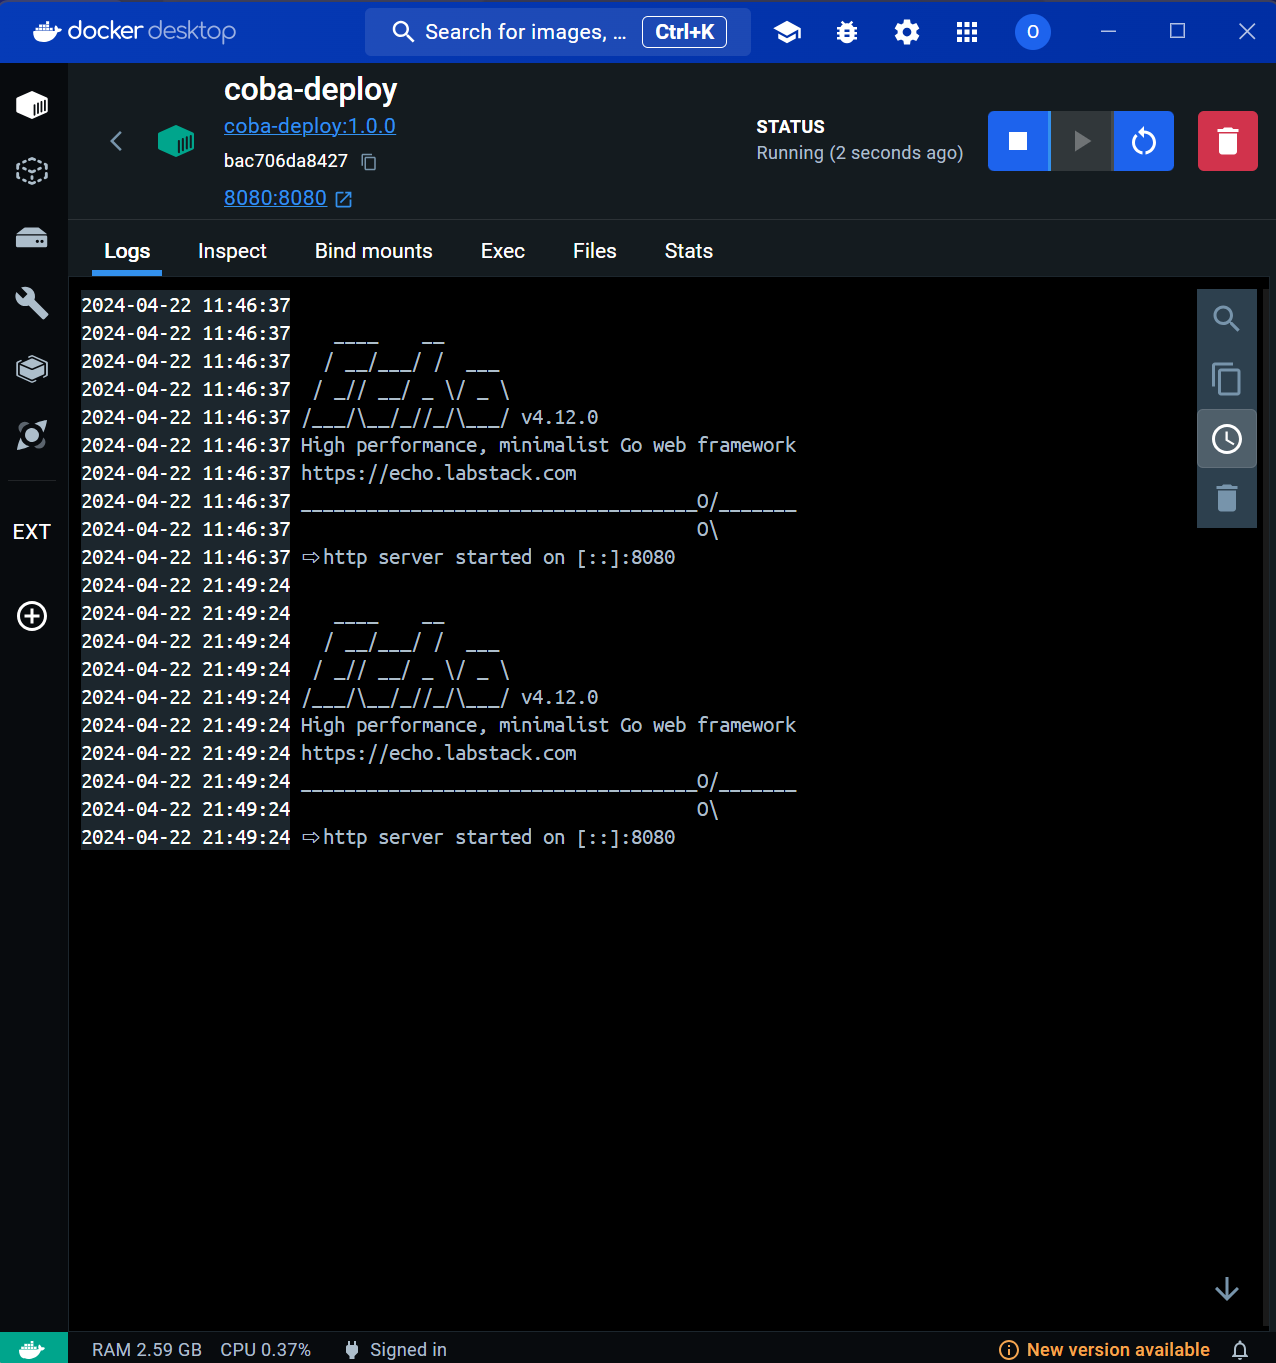 docker desktop
Search for images, ...
Ctrl+K
O
coba-deploy
coba-deploy:1.0.0
bac706da8427
8080:8080
STATUS
Running (2 seconds ago)
Logs
Inspect
Bind mounts
Exec
Files
Stats
EXT
2024-04-22 11:46:37
2024-04-22 11:46:37    ____    __
2024-04-22 11:46:37   / __/___/ /  ___
2024-04-22 11:46:37  / _// __/ _ \/ _ \
2024-04-22 11:46:37 /___/\__/_//_/\___/ v4.12.0
2024-04-22 11:46:37 High performance, minimalist Go web framework
2024-04-22 11:46:37 https://echo.labstack.com
2024-04-22 11:46:37 ____________________________________O/_______
2024-04-22 11:46:37                                     O\
2024-04-22 11:46:37 ⇨ http server started on [::]:8080
2024-04-22 21:49:24
2024-04-22 21:49:24    ____    __
2024-04-22 21:49:24   / __/___/ /  ___
2024-04-22 21:49:24  / _// __/ _ \/ _ \
2024-04-22 21:49:24 /___/\__/_//_/\___/ v4.12.0
2024-04-22 21:49:24 High performance, minimalist Go web framework
2024-04-22 21:49:24 https://echo.labstack.com
2024-04-22 21:49:24 ____________________________________O/_______
2024-04-22 21:49:24                                     O\
2024-04-22 21:49:24 ⇨ http server started on [::]:8080
RAM 2.59 GB
CPU 0.37%
Signed in
New version available